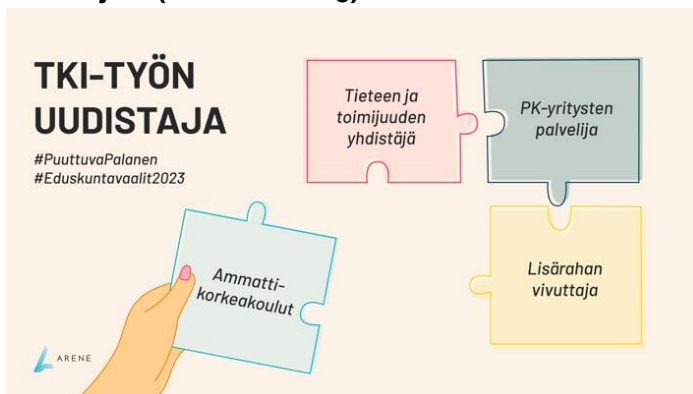 TKI-TYÖN
UUDISTAJA
#PuuttuvaPalanen
#Eduskuntavaalit2023
Tieteen ja
toimijuuden
yhdistäjä
PK-yritysten
palvelija
Lisärahan
vivuttaja
Ammatti-
korkeakoulut
ARENE